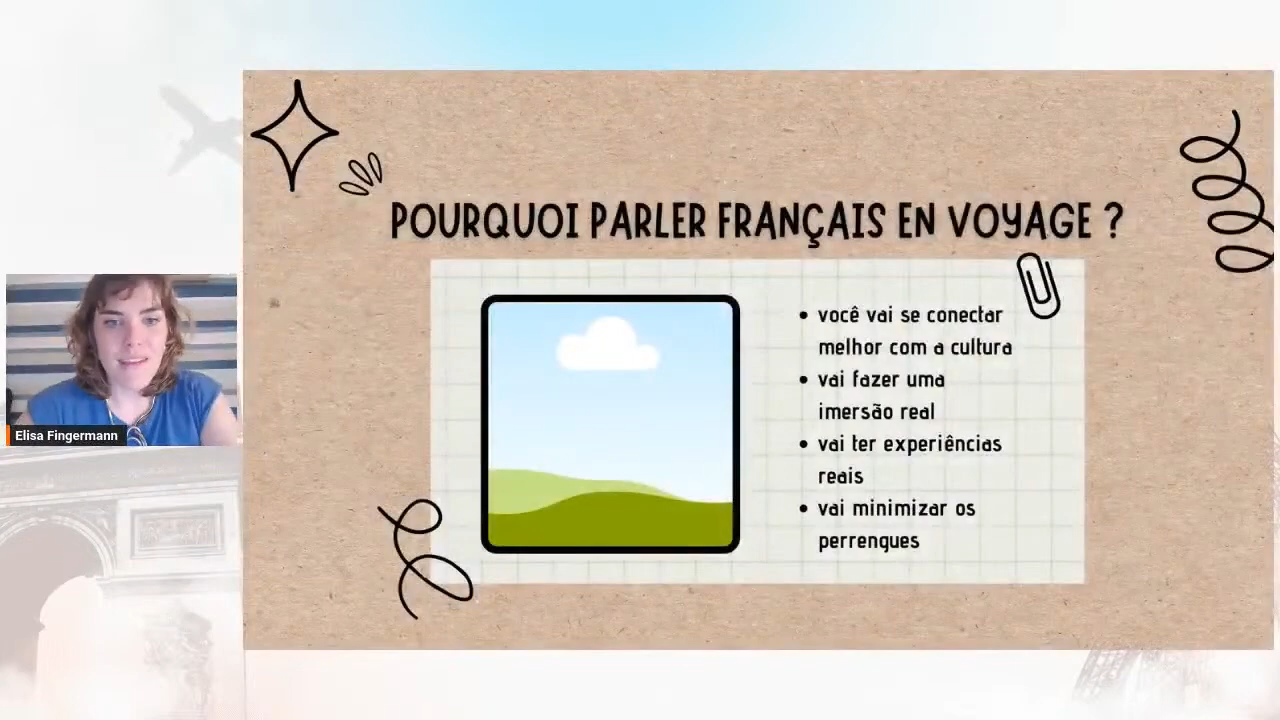 POURQUOI PARLER FRANÇAIS EN VOYAGE ?
• você vai se conectar
melhor com a cultura
• vai fazer uma
imersão real
• vai ter experiências
reais
• vai minimizar os
perrengues
Elisa Fingermann